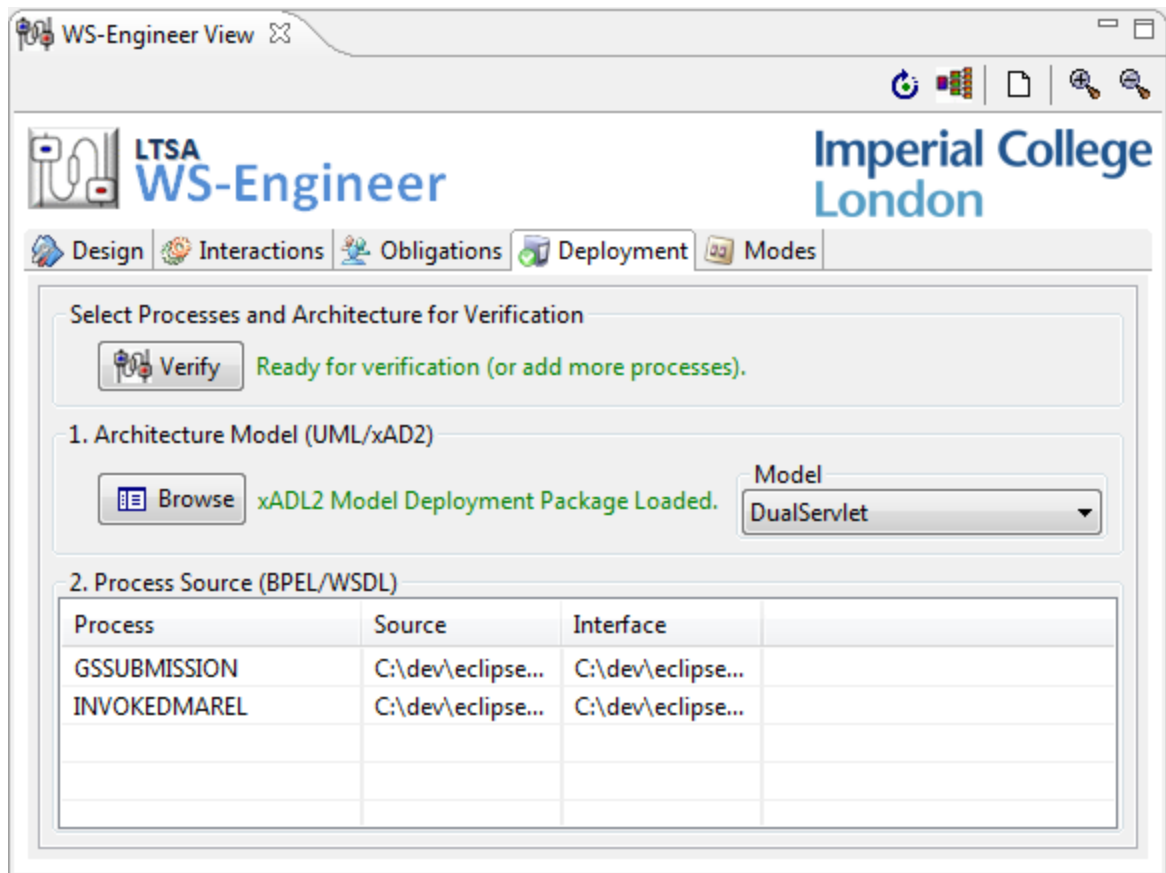 WS-Engineer View
LTSA
WS-Engineer
Imperial College
London
Design Interactions Obligations Deployment Modes
Select Processes and Architecture for Verification
Verify Ready for verification (or add more processes).
1. Architecture Model (UML/xAD2)
Model
Browse xADL2 Model Deployment Package Loaded. DualServlet
2. Process Source (BPEL/WSDL)
Process Source Interface
GSSUBMISSION C:\dev\eclipse... C:\dev\eclipse...
INVOKEDMAREL C:\dev\eclipse... C:\dev\eclipse...